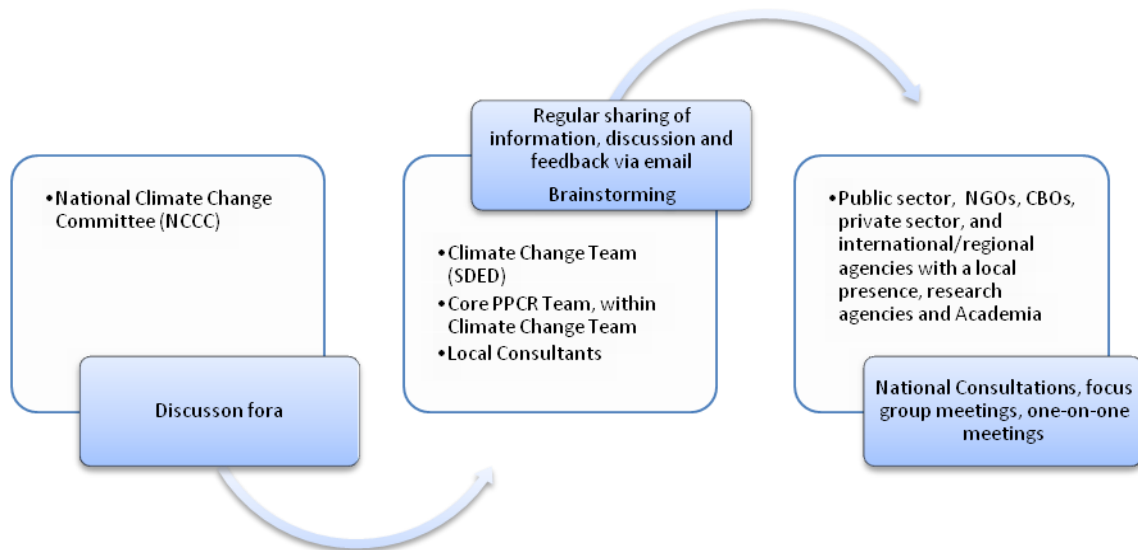 •National Climate Change
Committee (NCCC)
Discusson fora
Regular sharing of
information, discussion and
feedback via email
Brainstorming
•Climate Change Team
(SDED)
•Core PPCR Team, within
Climate Change Team
•Local Consultants
•Public sector, NGOs, CBOs,
private sector, and
international/regional
agencies with a local
presence, research
agencies and Academia
National Consultations, focus
group meetings, one-on-one
meetings